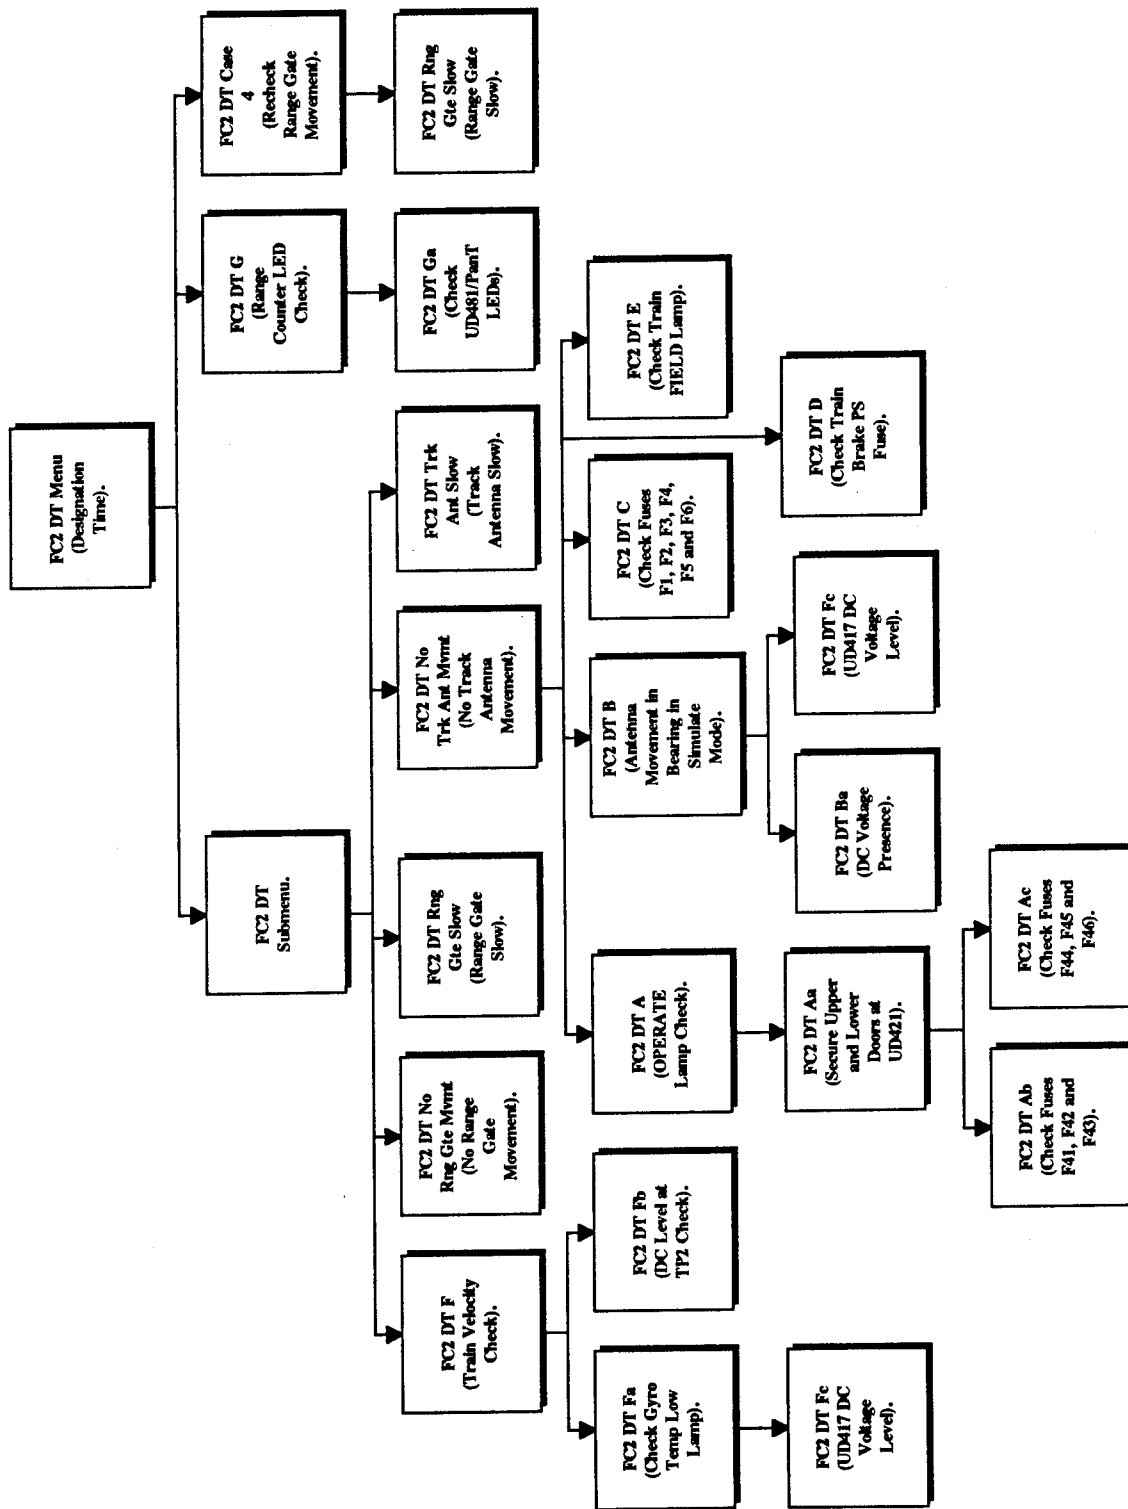 FC2 DT Menu
(Designation
Time).
FC2 DT
Submenu.
FC2 DT G
(Range
Counter LED
Check).
FC2 DT Case
4
(Recheck
Range Gate
Movement).
FC2 DT F
(Train Velocity
Check).
FC2 DT No
Rng Gte Mvmt
(No Range
Gate
Movement).
FC2 DT Rng
Gte Slow
(Range Gate
Slow).
FC2 DT No
Trk Ant Mvmt
(No Track
Antenna
Movement).
FC2 DT Trk
Ant Slow
(Track
Antenna Slow).
FC2 DT Ga
(Check
UD481/PanT
LEDs).
FC2 DT Rng
Gte Slow
(Range Gate
Slow).
FC2 DT Fa
(Check Gyro
Temp Low
Lamp).
FC2 DT Fb
(DC Level at
TP2 Check).
FC2 DT A
(OPERATE
Lamp Check).
FC2 DT B
(Antenna
Movement in
Bearing in
Simulate
Mode).
FC2 DT C
(Check Fuses
F1, F2, F3, F4,
F5 and F6).
FC2 DT E
(Check Train
FIELD Lamp).
FC2 DT Fc
(UD417 DC
Voltage
Level).
FC2 DT Aa
(Secure Upper
and Lower
Doors at
UD421).
FC2 DT Ba
(DC Voltage
Presence).
FC2 DT Fc
(UD417 DC
Voltage
Level).
FC2 DT D
(Check Train
Brake PS
Fuse).
FC2 DT Ab
(Check Fuses
F41, F42 and
F43).
FC2 DT Ac
(Check Fuses
F44, F45 and
F46).